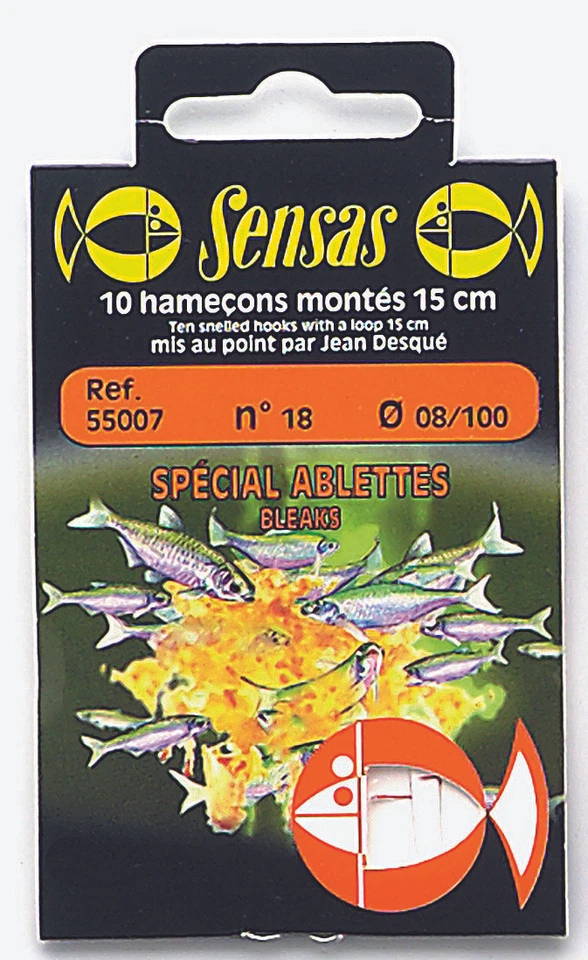 Sensas
10 hameçons montés 15 cm
Ten snelled hooks with a loop 15 cm
mis au point par Jean Desqué
Ref.
55007 n° 18 Ø 08/100
SPÉCIAL ABLETTES
BLEAKS